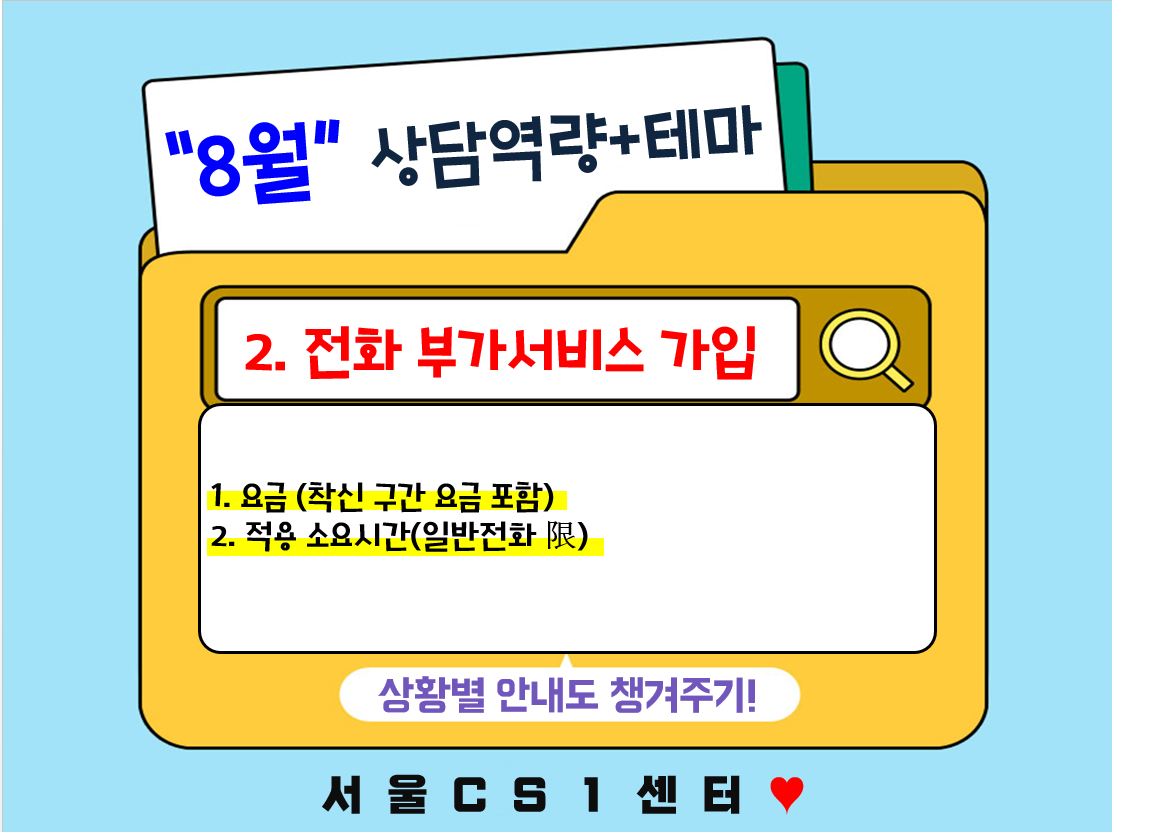 "8월" 상담역량+테마
2. 전화 부가서비스 가입
1. 요금 (착신 구간 요금 포함)
2. 적용 소요시간(일반전화 限)
상황별 안내도 챙겨주기!
서울CS1센터♥